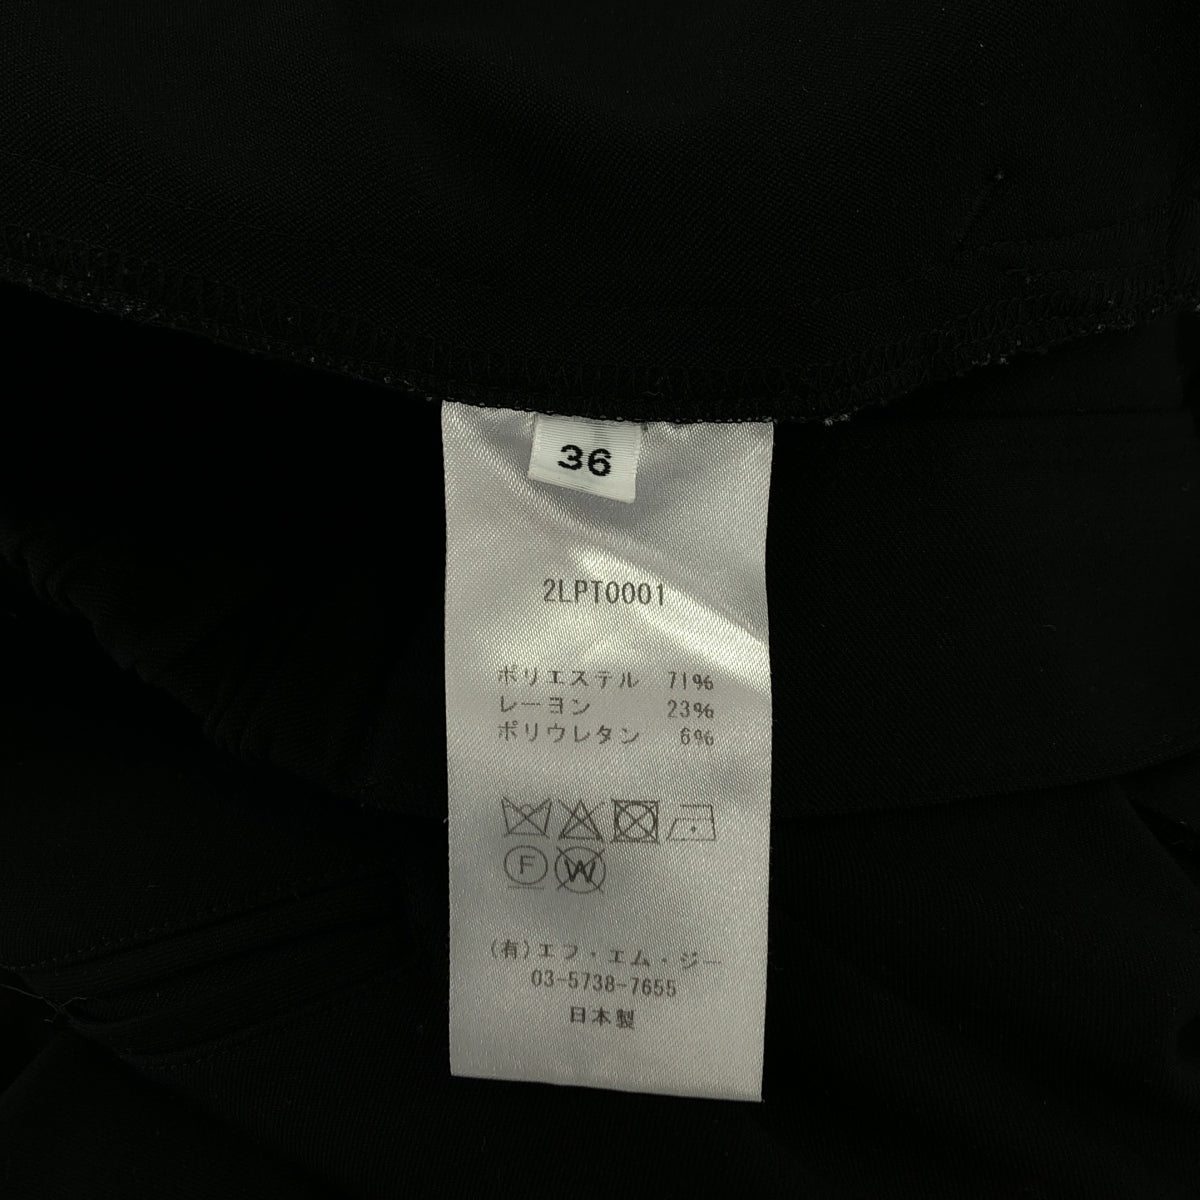 36
2LPT0001
ポリエステル 71%
レーヨン 23%
ポリウレタン 6%
F W
(有)エフ・エム・ジー
03-5738-7655
日本製